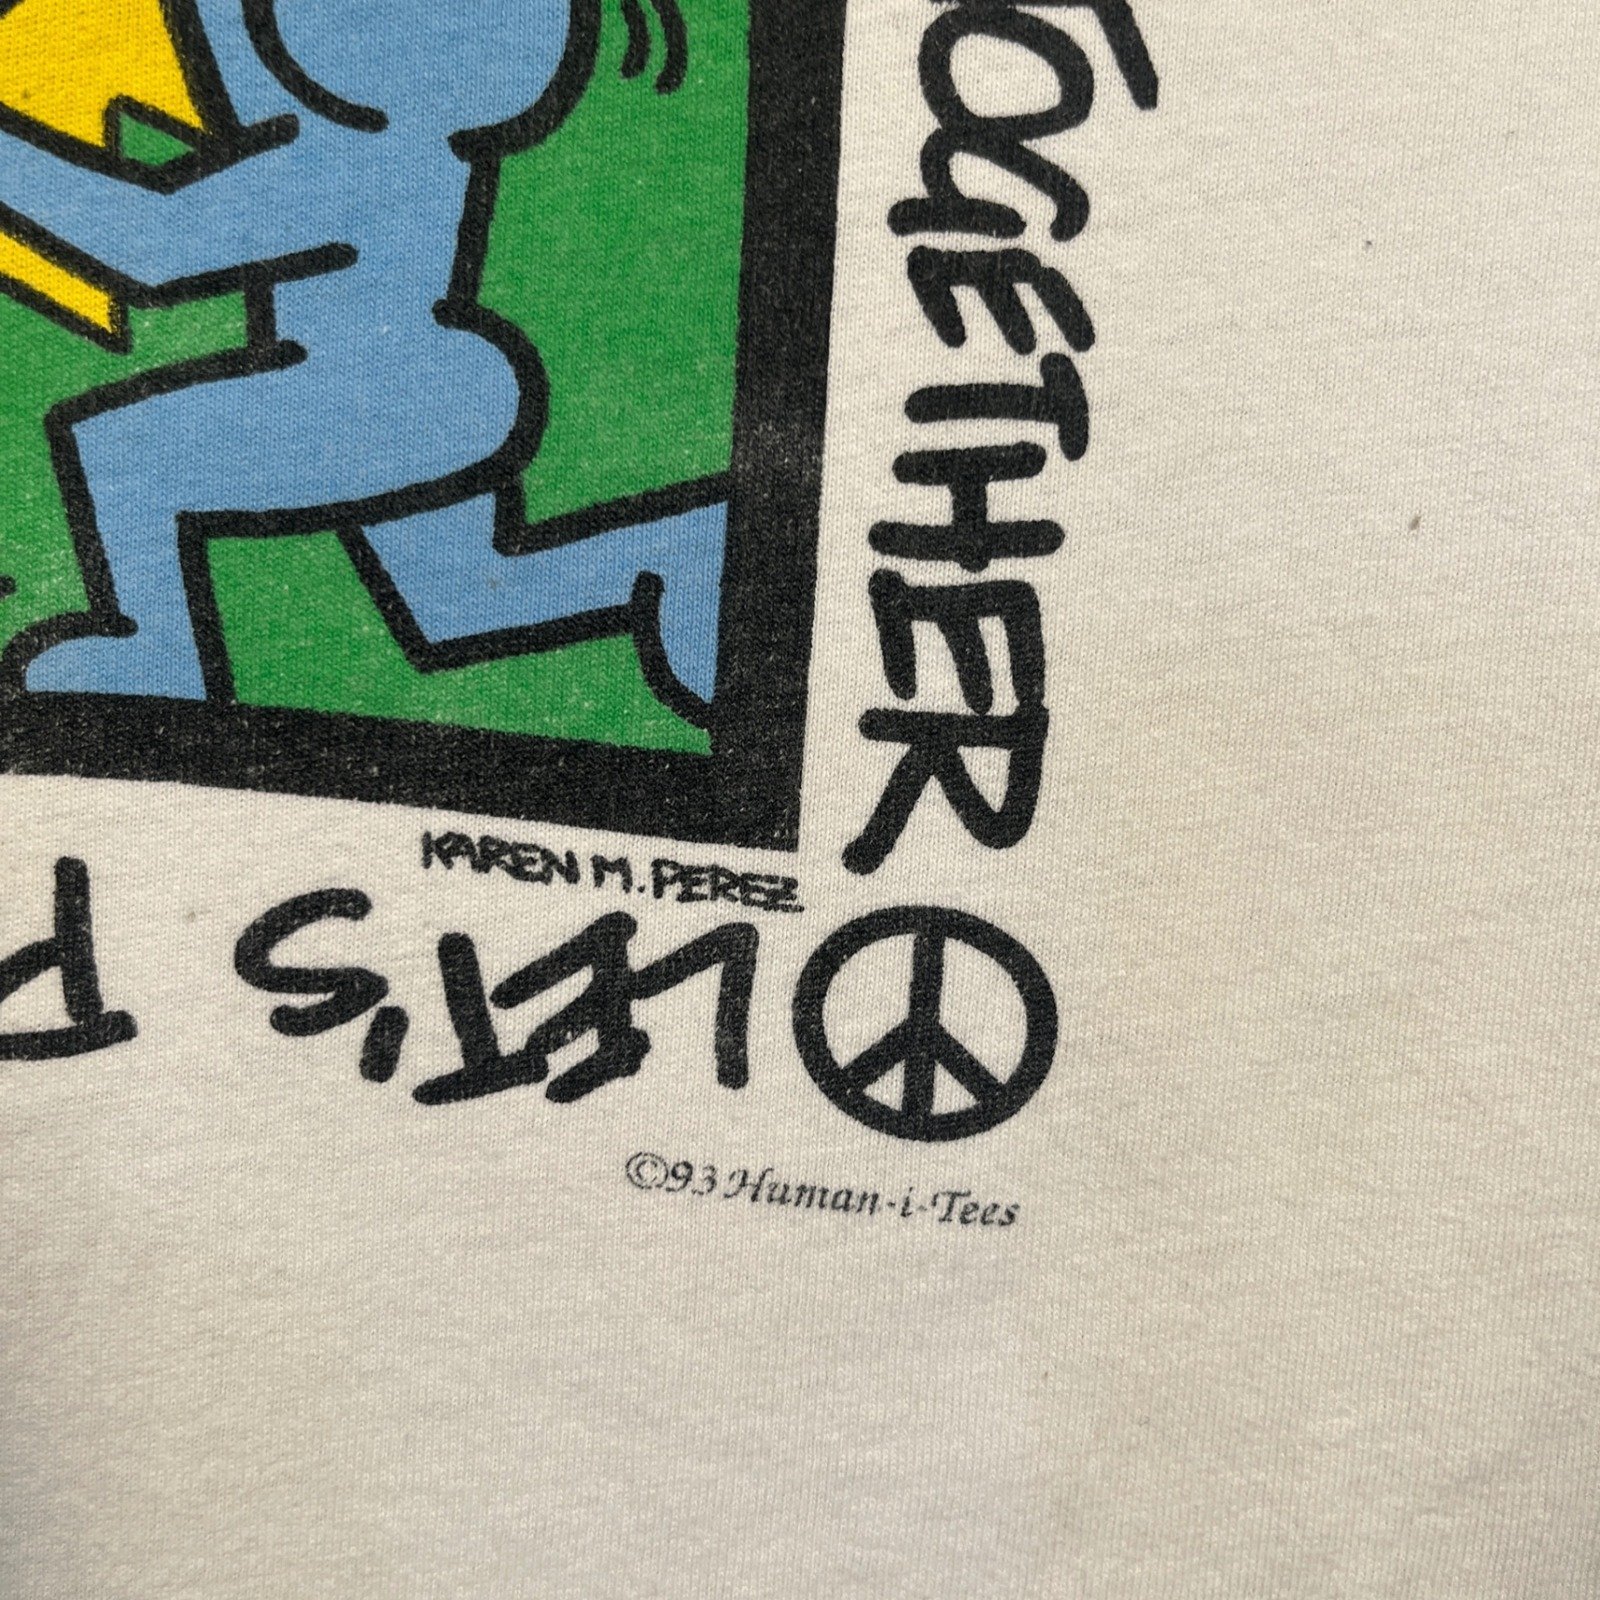 TOGETHER
KAREN M. PEREZ
LET'S
©93 Human-i-Tees